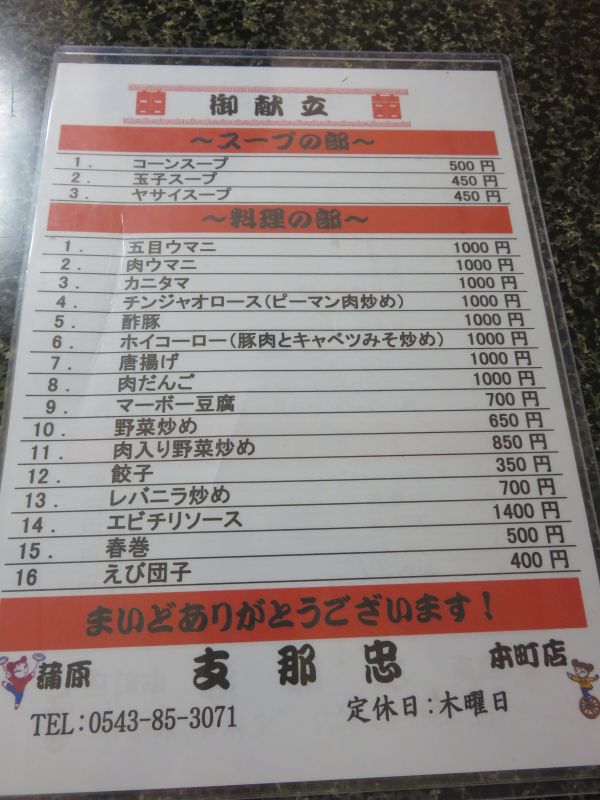 御献立
～スープの部～
1. コーンスープ 500円
2. 玉子スープ 450円
3. ヤサイスープ 450円
～料理の部～
1. 五目ウマニ 1000円
2. 肉ウマニ 1000円
3. カニタマ 1000円
4. チンジャオロース(ピーマン肉炒め) 1000円
5. 酢豚 1000円
6. ホイコーロー(豚肉とキャベツみそ炒め) 1000円
7. 唐揚げ 1000円
8. 肉だんご 1000円
9. マーボー豆腐 700円
10. 野菜炒め 650円
11. 肉入り野菜炒め 850円
12. 餃子 350円
13. レバニラ炒め 700円
14. エビチリソース 1400円
15. 春巻 500円
16 えび団子 400円
まいどありがとうございます!
蒲原 支那忠 本町店
TEL:0543-85-3071 定休日:木曜日